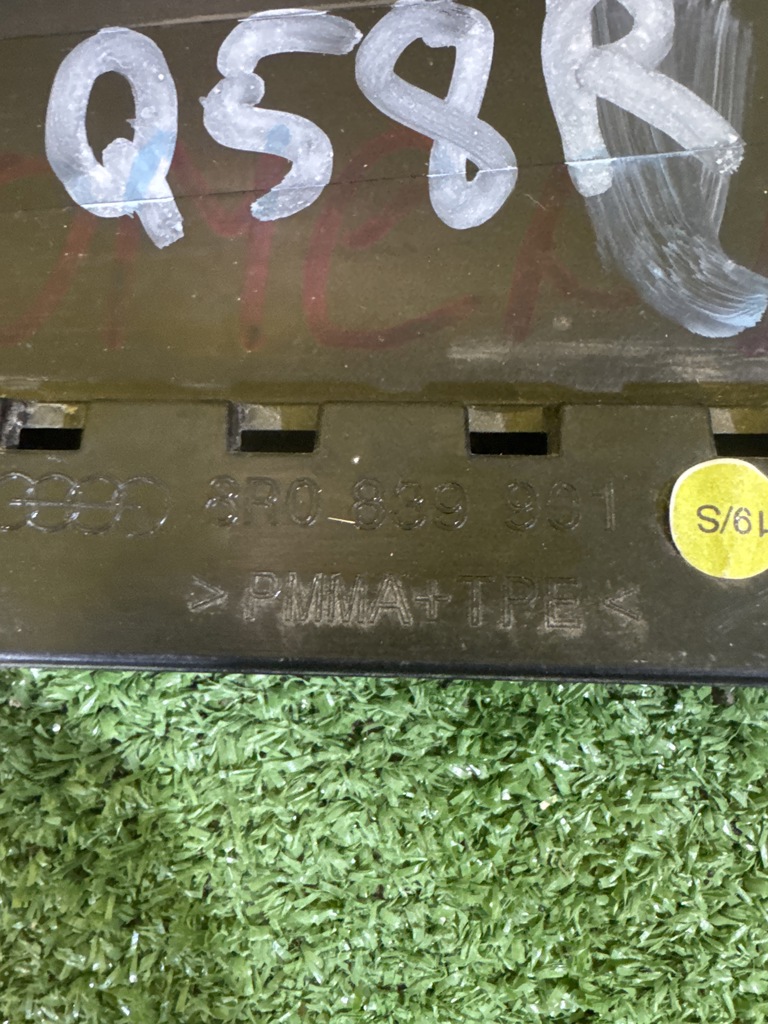 Q58R
8R0 839 901
19/S
>PMMA+TPE<